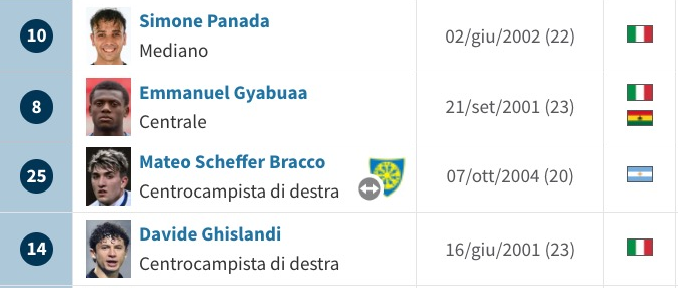 10
Simone Panada
Mediano
02/giu/2002 (22)
8
Emmanuel Gyabuaa
Centrale
21/set/2001 (23)
25
Mateo Scheffer Bracco
Centrocampista di destra
07/ott/2004 (20)
14
Davide Ghislandi
Centrocampista di destra
16/giu/2001 (23)